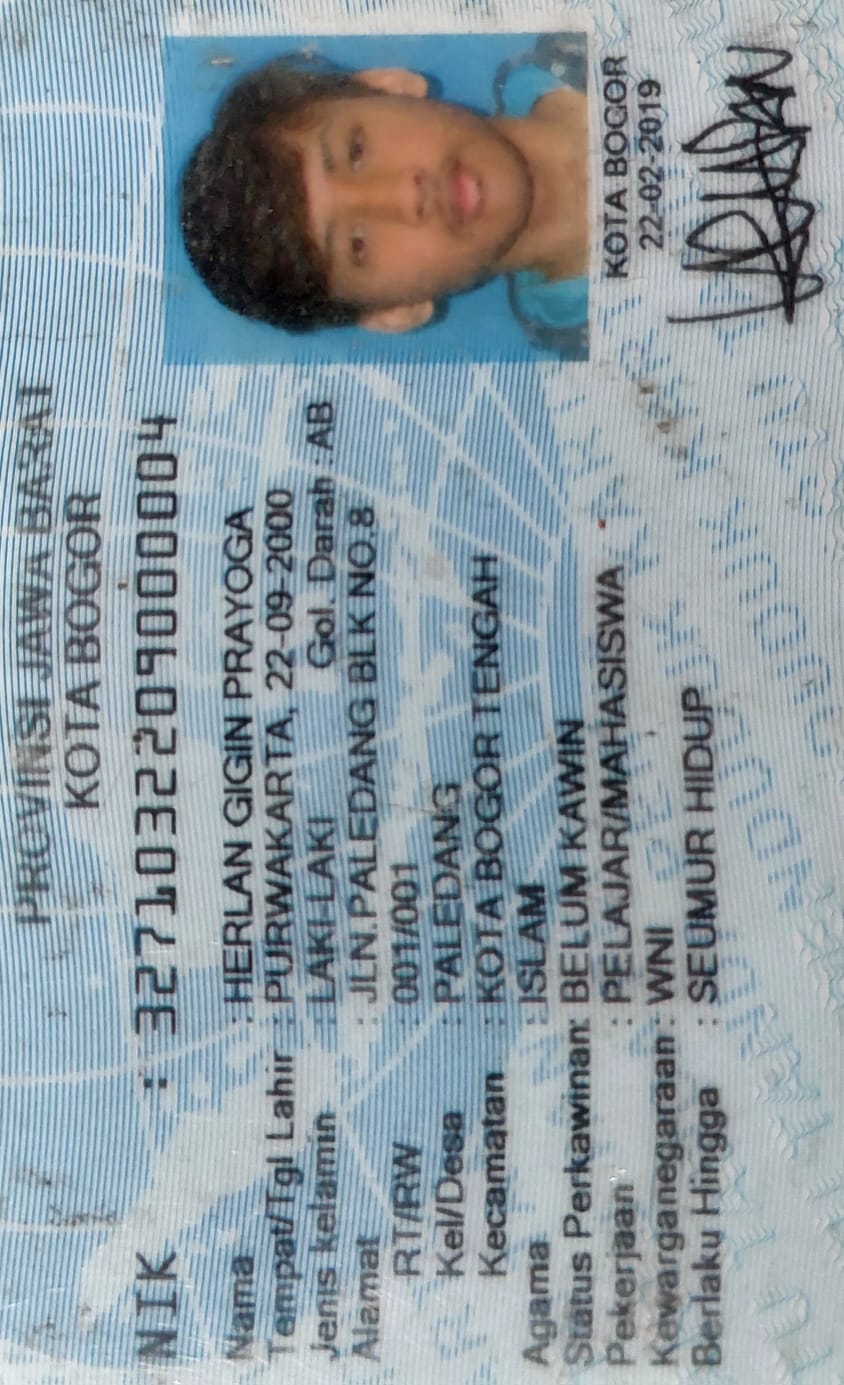 PROVINSI JAWA BARAT
KOTA BOGOR
NIK : 3271032209000004
Nama : HERLAN GIGIN PRAYOGA
Tempat/Tgl Lahir : PURWAKARTA, 22-09-2000
Jenis kelamin : LAKI-LAKI Gol. Darah : AB
Alamat : JLN.PALEDANG BLK NO.8
RT/RW : 001/001
Kel/Desa : PALEDANG
Kecamatan : KOTA BOGOR TENGAH
Agama : ISLAM
Status Perkawinan: BELUM KAWIN
Pekerjaan : PELAJAR/MAHASISWA
Kewarganegaraan : WNI
Berlaku Hingga : SEUMUR HIDUP
KOTA BOGOR
22-02-2019